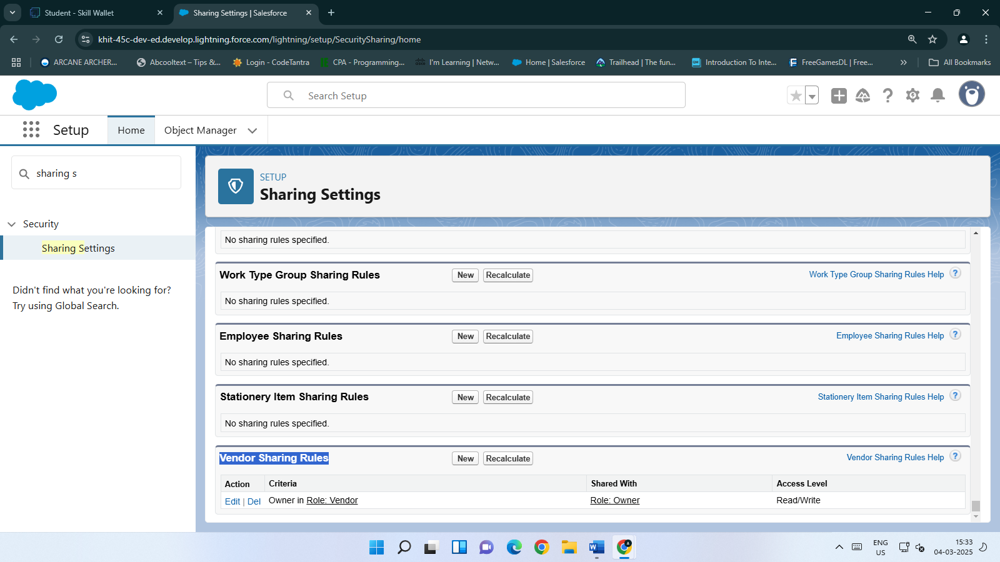 Student - Skill Wallet
Sharing Settings | Salesforce
khit-45c-dev-ed.develop.lightning.force.com/lightning/setup/SecuritySharing/home
ARCANE ARCHER...
Abcooltext – Tips &...
Login - CodeTantra
CPA - Programming...
I'm Learning | Netw...
Home | Salesforce
Trailhead | The fun...
Introduction To Inte...
FreeGamesDL | Free...
All Bookmarks
Search Setup
Setup
Home
Object Manager
sharing s
Security
Sharing Settings
Didn't find what you're looking for?
Try using Global Search.
SETUP
Sharing Settings
No sharing rules specified.
Work Type Group Sharing Rules
New
Recalculate
Work Type Group Sharing Rules Help ?
No sharing rules specified.
Employee Sharing Rules
New
Recalculate
Employee Sharing Rules Help ?
No sharing rules specified.
Stationery Item Sharing Rules
New
Recalculate
Stationery Item Sharing Rules Help ?
No sharing rules specified.
Vendor Sharing Rules
New
Recalculate
Vendor Sharing Rules Help ?
Action Criteria Shared With Access Level
Edit | Del Owner in Role: Vendor Role: Owner Read/Write
ENG
US
15:33
04-03-2025